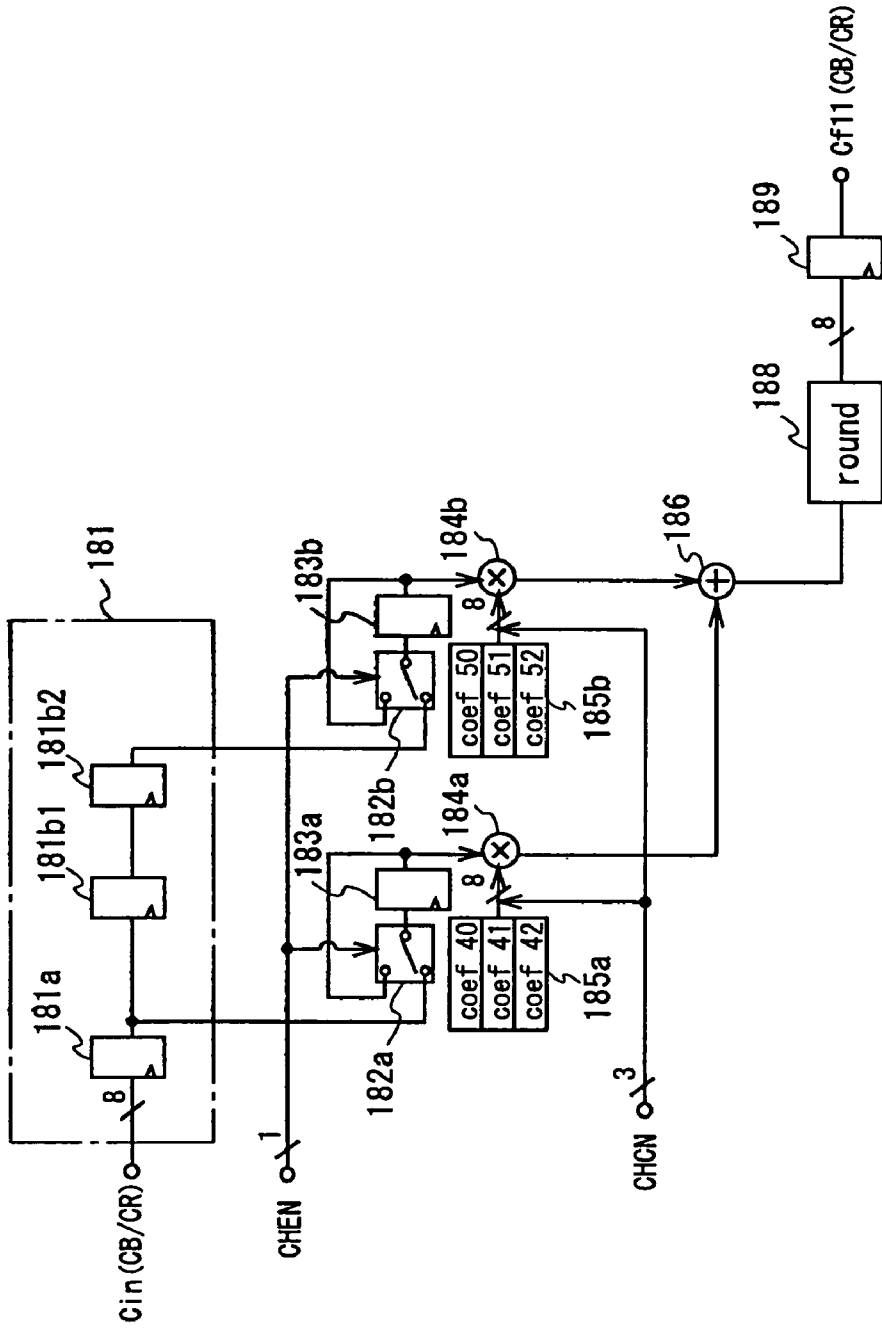 181
181a
181b1
181b2
8
Cin(CB/CR)
CHEN
1
182a
183a
182b
183b
8
184a
8
184b
coef 40
coef 41
coef 42
185a
coef 50
coef 51
coef 52
185b
CHCN
3
186
+
×
×
188
round
8
189
Cf11(CB/CR)